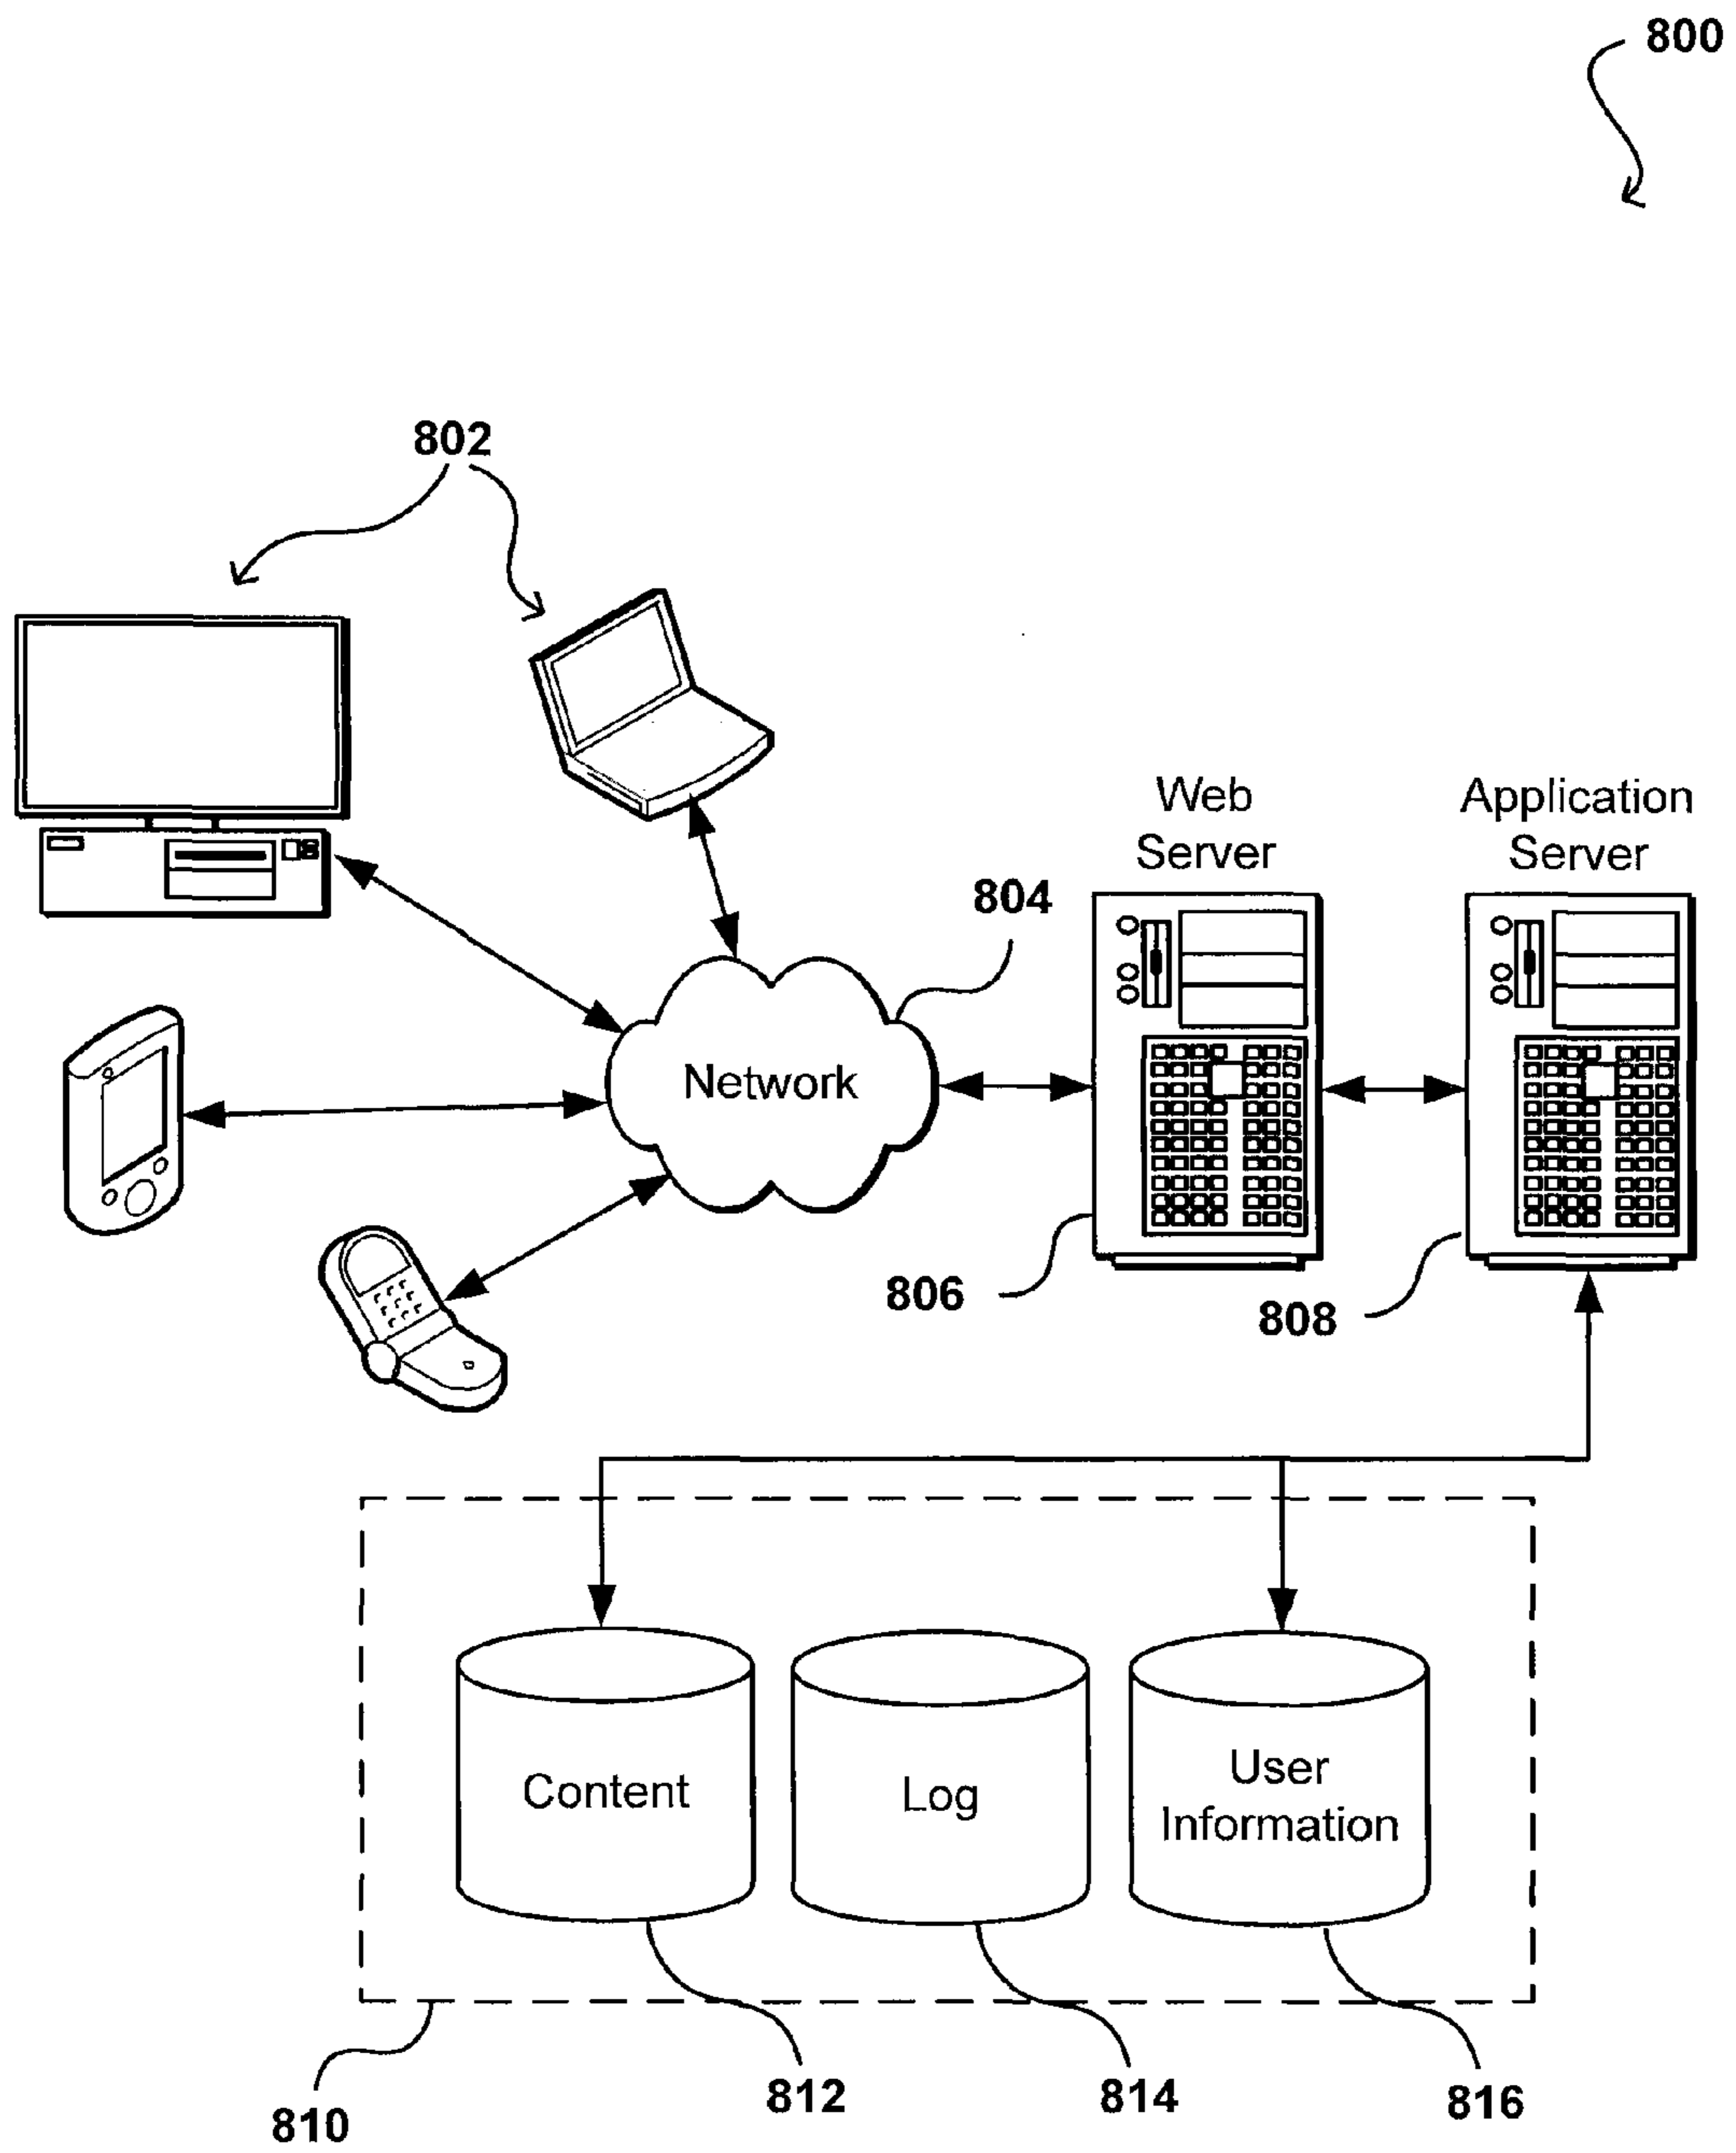 800
802
Web
Server
Application
Server
804
Network
806
808
Content
Log
User
Information
810
812
814
816